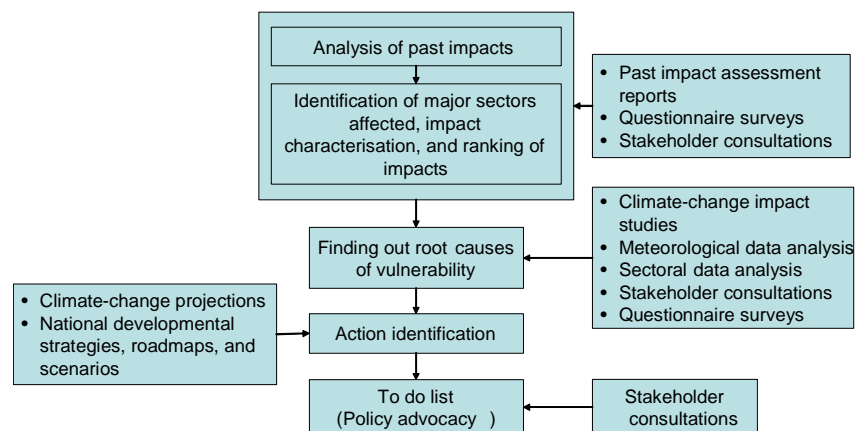 Analysis of past impacts
Identification of major sectors
affected, impact
characterisation, and ranking of
impacts
• Past impact assessment
reports
• Questionnaire surveys
• Stakeholder consultations
Finding out root causes
of vulnerability
• Climate-change impact
studies
• Meteorological data analysis
• Sectoral data analysis
• Stakeholder consultations
• Questionnaire surveys
• Climate-change projections
• National developmental
strategies, roadmaps, and
scenarios
Action identification
To do list
(Policy advocacy )
Stakeholder
consultations